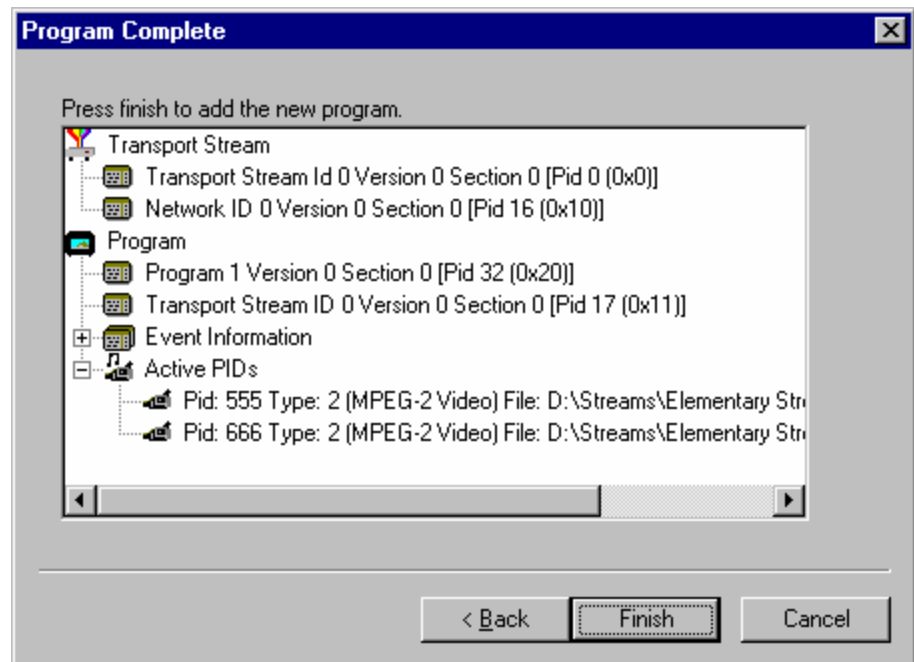 Program Complete
Press finish to add the new program.
Transport Stream
Transport Stream Id 0 Version 0 Section 0 [Pid 0 (0x0)]
Network ID 0 Version 0 Section 0 [Pid 16 (0x10)]
Program
Program 1 Version 0 Section 0 [Pid 32 (0x20)]
Transport Stream ID 0 Version 0 Section 0 [Pid 17 (0x11)]
Event Information
Active PIDs
Pid: 555 Type: 2 (MPEG-2 Video) File: D:\Streams\Elementary Stre
Pid: 666 Type: 2 (MPEG-2 Video) File: D:\Streams\Elementary Stre
< Back
Finish
Cancel